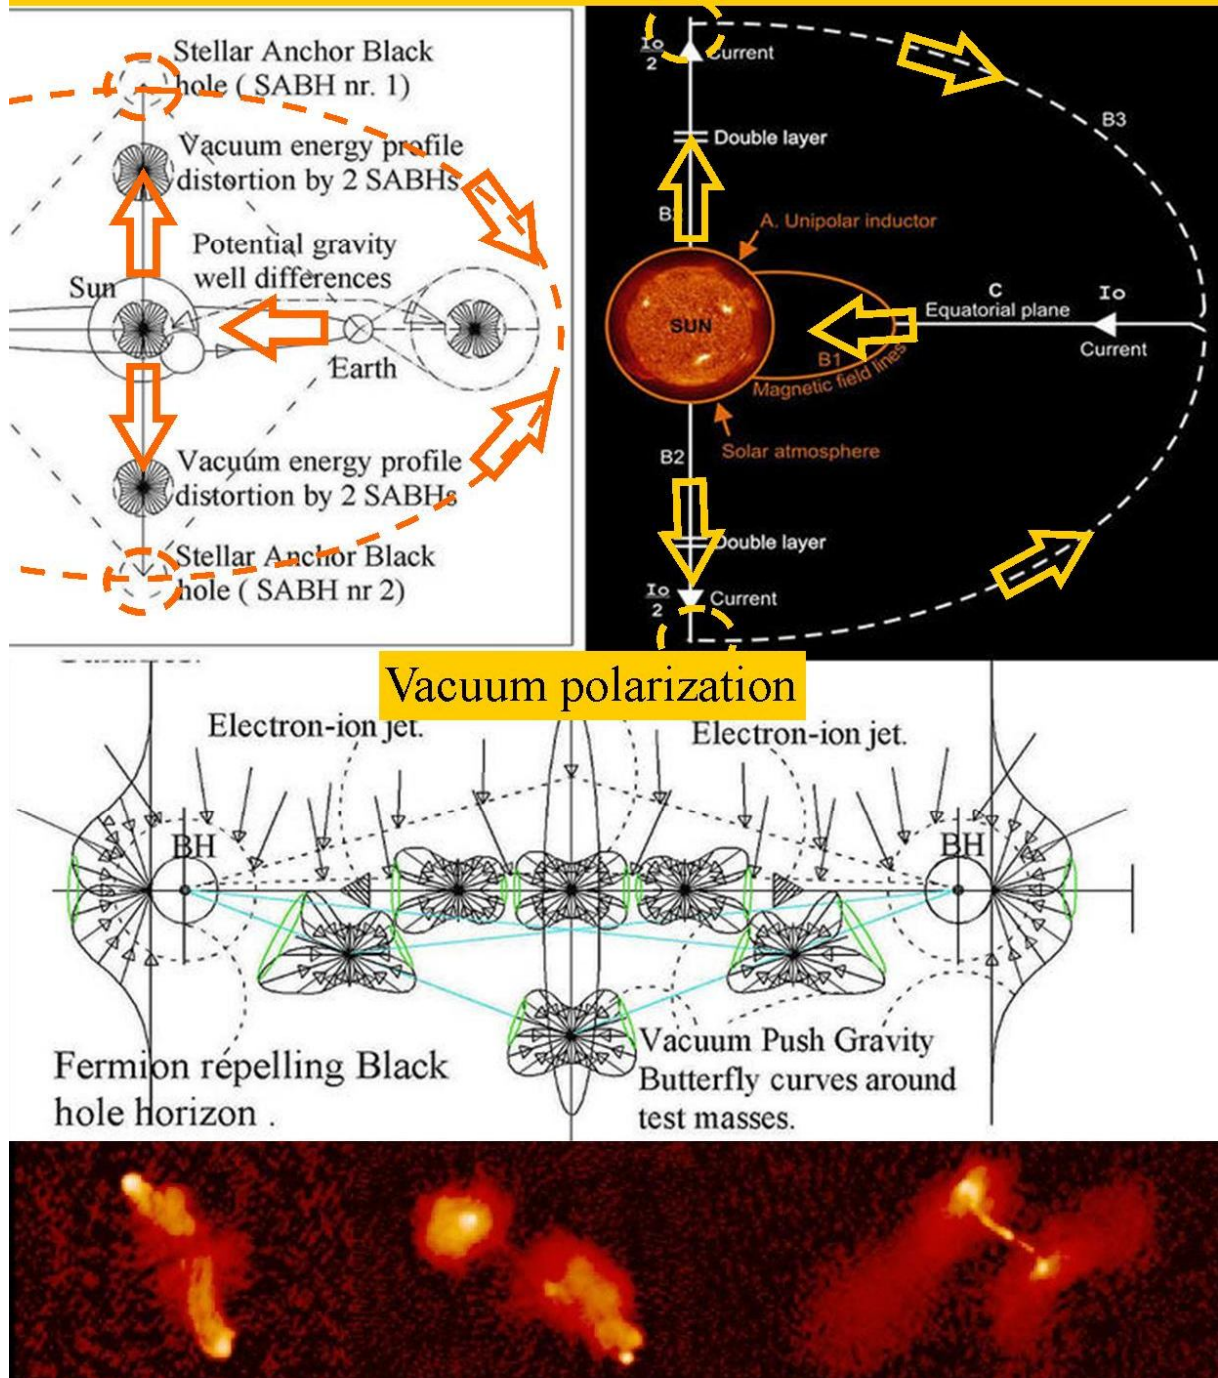 Stellar Anchor Black
hole ( SABH nr. 1)
Vacuum energy profile
distortion by 2 SABHs
Potential gravity
well differences
Sun
Earth
Vacuum energy profile
distortion by 2 SABHs
Stellar Anchor Black
hole ( SABH nr 2)
Io
2
Current
Double layer
B3
A. Unipolar inductor
C
Equatorial plane
Io
Current
SUN
B1
Magnetic field lines
Solar atmosphere
B2
Double layer
Io
2
Current
Vacuum polarization
Electron-ion jet.
Electron-ion jet.
BH
BH
Fermion repelling Black
hole horizon .
Vacuum Push Gravity
Butterfly curves around
test masses.